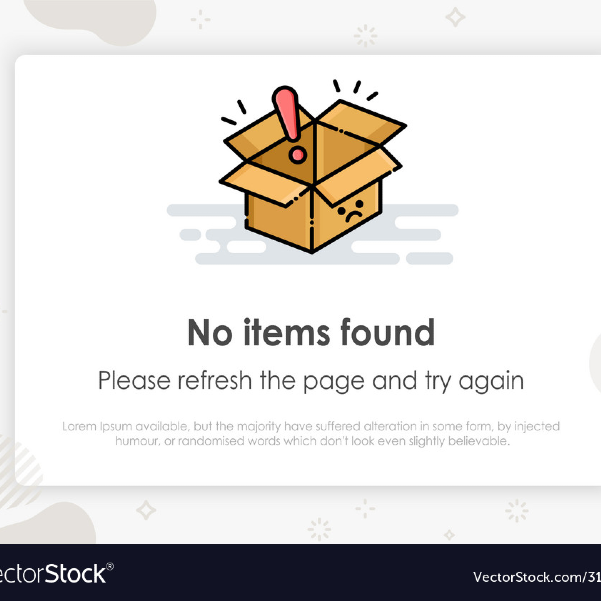 No items found
Please refresh the page and try again
Lorem Ipsum available, but the majority have suffered alteration in some form, by injected
humour, or randomised words which don't look even slightly believable.
ectorStock®
VectorStock.com/31